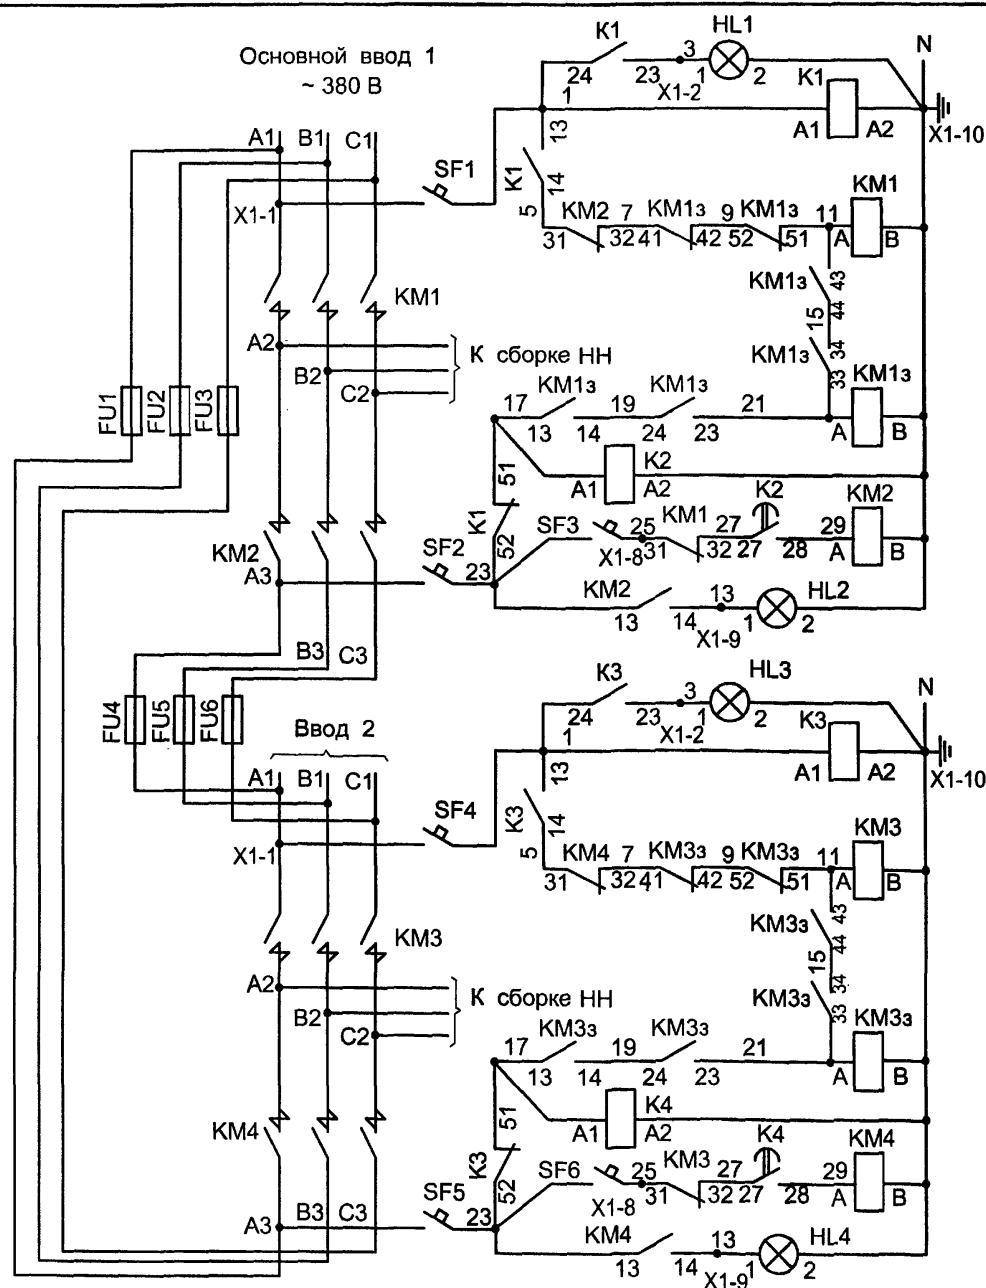 Основной ввод 1
~ 380 В
A1 B1 C1
X1-1
SF1
K1
24 23
3
X1-2
HL1
1 2
N
1
K1
A1 A2
X1-10
13
K1
14
5
31
KM2
32
7
41
KM1з
42
9
52
KM1з
51
11
KM1
A B
KM1
KM1з
43
44
15
34
KM1з
33
A2
B2
C2
К сборке НН
FU1
FU2
FU3
17
KM1з
13 14
19
KM1з
24 23
21
KM1з
A B
51
K1
52
K2
A1 A2
SF3
25
X1-8
31
KM1
32
27
K2
27 28
29
KM2
A B
KM2
A3
SF2
23
KM2
13 14
13
X1-9
HL2
1 2
B3 C3
FU4
FU5
FU6
Ввод 2
A1 B1 C1
X1-1
SF4
K3
24 23
3
X1-2
HL3
1 2
N
1
K3
A1 A2
X1-10
13
K3
14
5
31
KM4
32
7
41
KM3з
42
9
52
KM3з
51
11
KM3
A B
KM3
KM3з
43
44
15
34
KM3з
33
A2
B2
C2
К сборке НН
17
KM3з
13 14
19
KM3з
24 23
21
KM3з
A B
51
K3
52
K4
A1 A2
SF6
25
X1-8
31
KM3
32
27
K4
27 28
29
KM4
A B
KM4
A3 B3 C3
SF5
23
KM4
13 14
13
X1-9
HL4
1 2